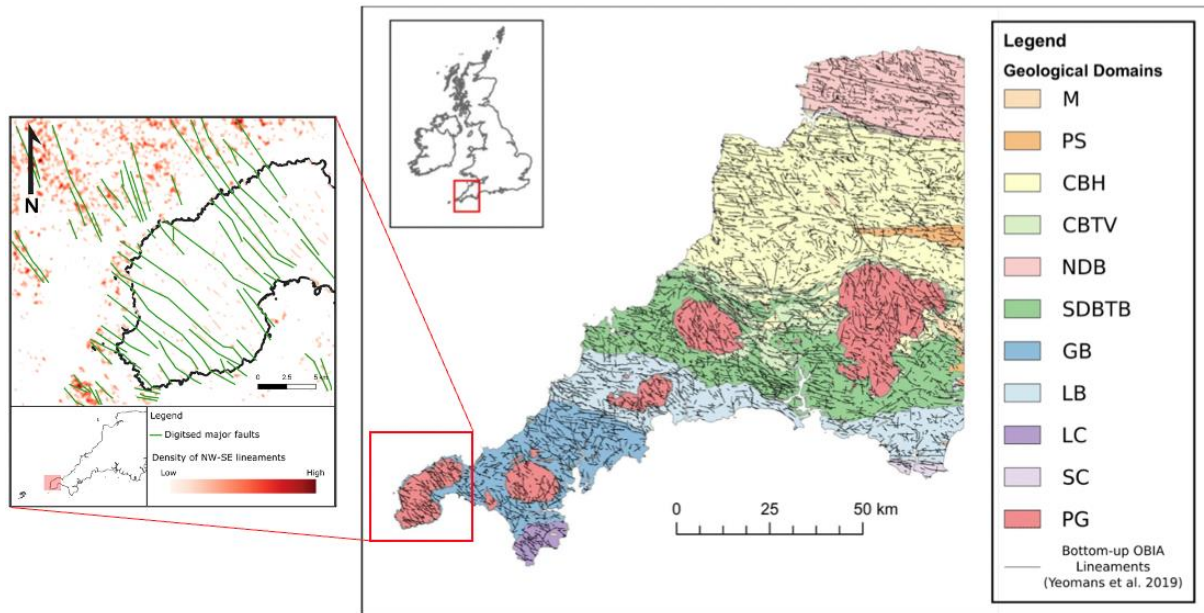 N
0 2.5 5 km
Legend
Digitsed major faults
Density of NW-SE lineaments
Low High
0 25 50 km
Legend
Geological Domains
M
PS
CBH
CBTV
NDB
SDBTB
GB
LB
LC
SC
PG
Bottom-up OBIA
Lineaments
(Yeomans et al. 2019)